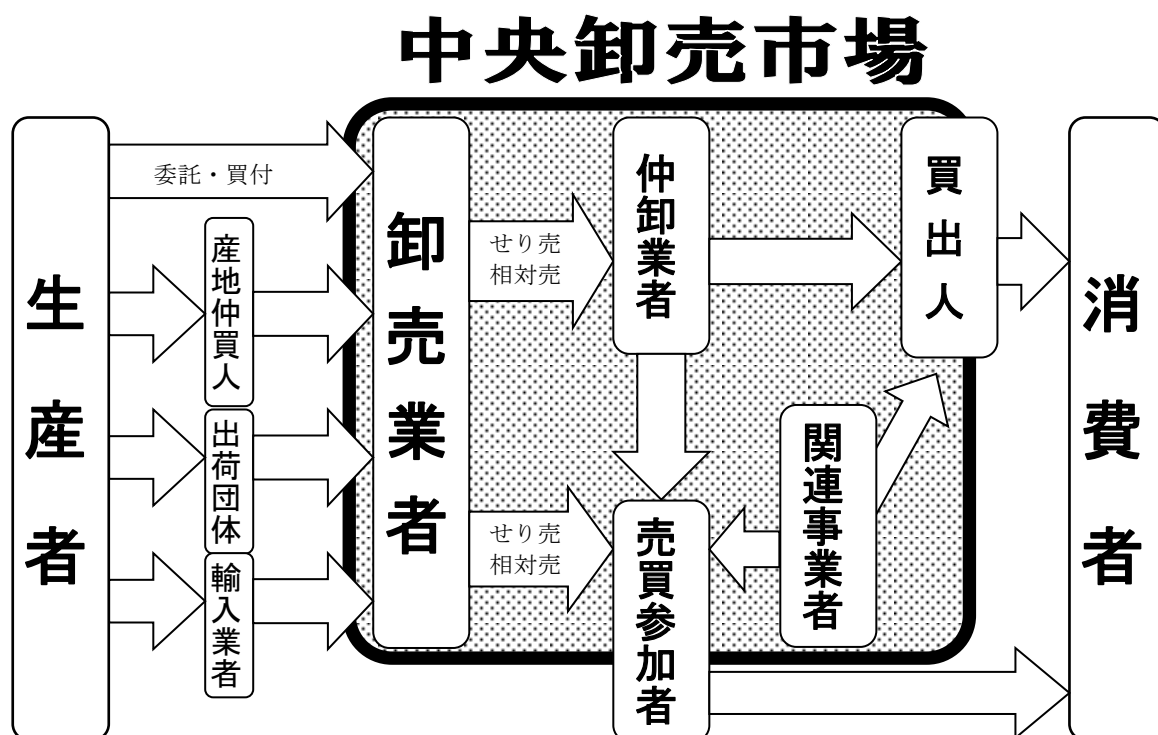 中央卸売市場
生産者
委託・買付
産地仲買人
出荷団体
輸入業者
卸売業者
せり売
相対売
せり売
相対売
仲卸業者
売買参加者
関連事業者
買出人
消費者